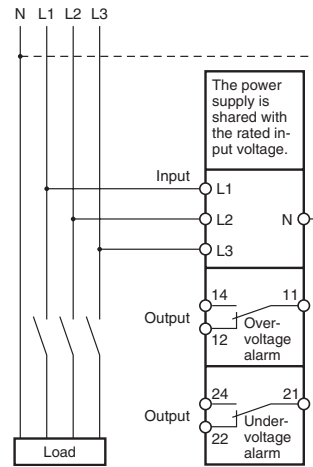 N L1 L2 L3
The power
supply is
shared with
the rated in-
put voltage.
Input
L1
L2
N
L3
14
11
Output
12
Over-
voltage
alarm
24
21
Output
22
Under-
voltage
alarm
Load